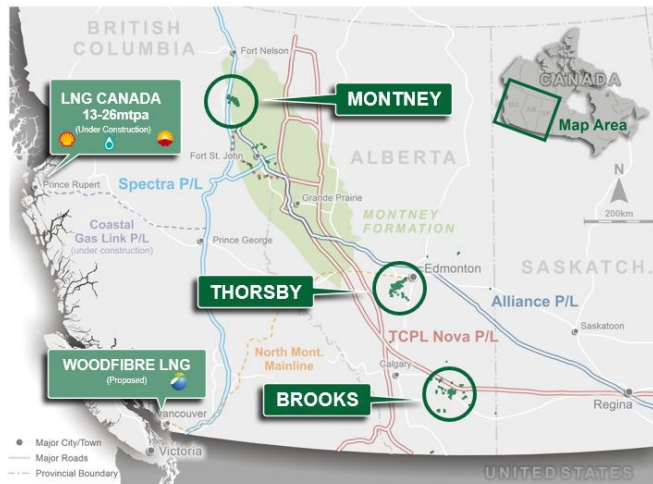 BRITISH
COLUMBIA
Fort Nelson
LNG CANADA
13-26mtpa
(Under Construction)
MONTNEY
CANADA
BC
AB
SK
Map Area
Fort St. John
ALBERTA
Prince Rupert
Spectra P/L
Grande Prairie
N
200km
Coastal
Gas Link P/L
(under construction)
MONTNEY
FORMATION
Prince George
SASKATCH.
Edmonton
THORSBY
Alliance P/L
Saskatoon
TCPL Nova P/L
WOODFIBRE LNG
(Proposed)
North Mont.
Mainline
Calgary
BROOKS
Regina
Vancouver
Major City/Town
Major Roads
Provincial Boundary
Victoria
UNITED STATES